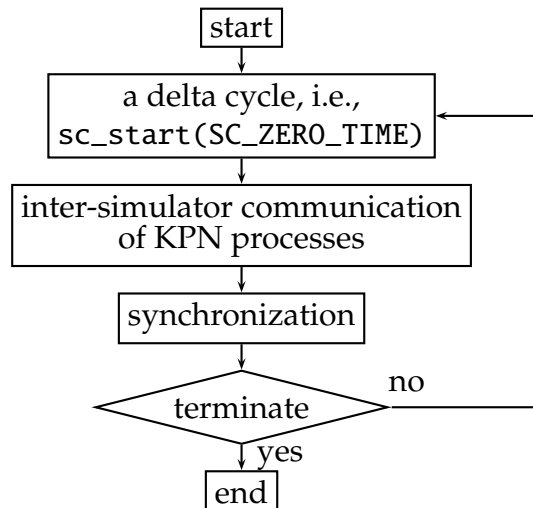 start
a delta cycle, i.e.,
sc_start(SC_ZERO_TIME)
inter-simulator communication
of KPN processes
synchronization
terminate
no
yes
end